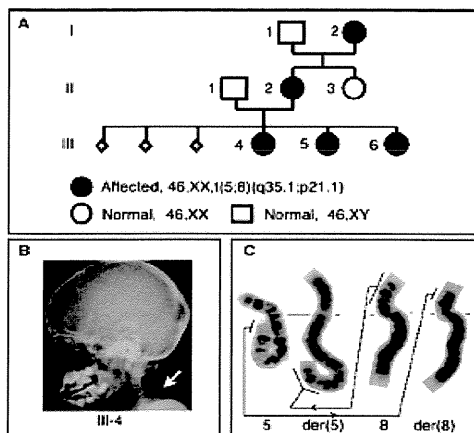 A
I
1
2
II
1
2
3
III
4
5
6
Affected, 46,XX,t(5;8)(q35.1;p21.1)
Normal, 46,XX
Normal, 46,XY
B
III-4
C
5
der(5)
8
der(8)